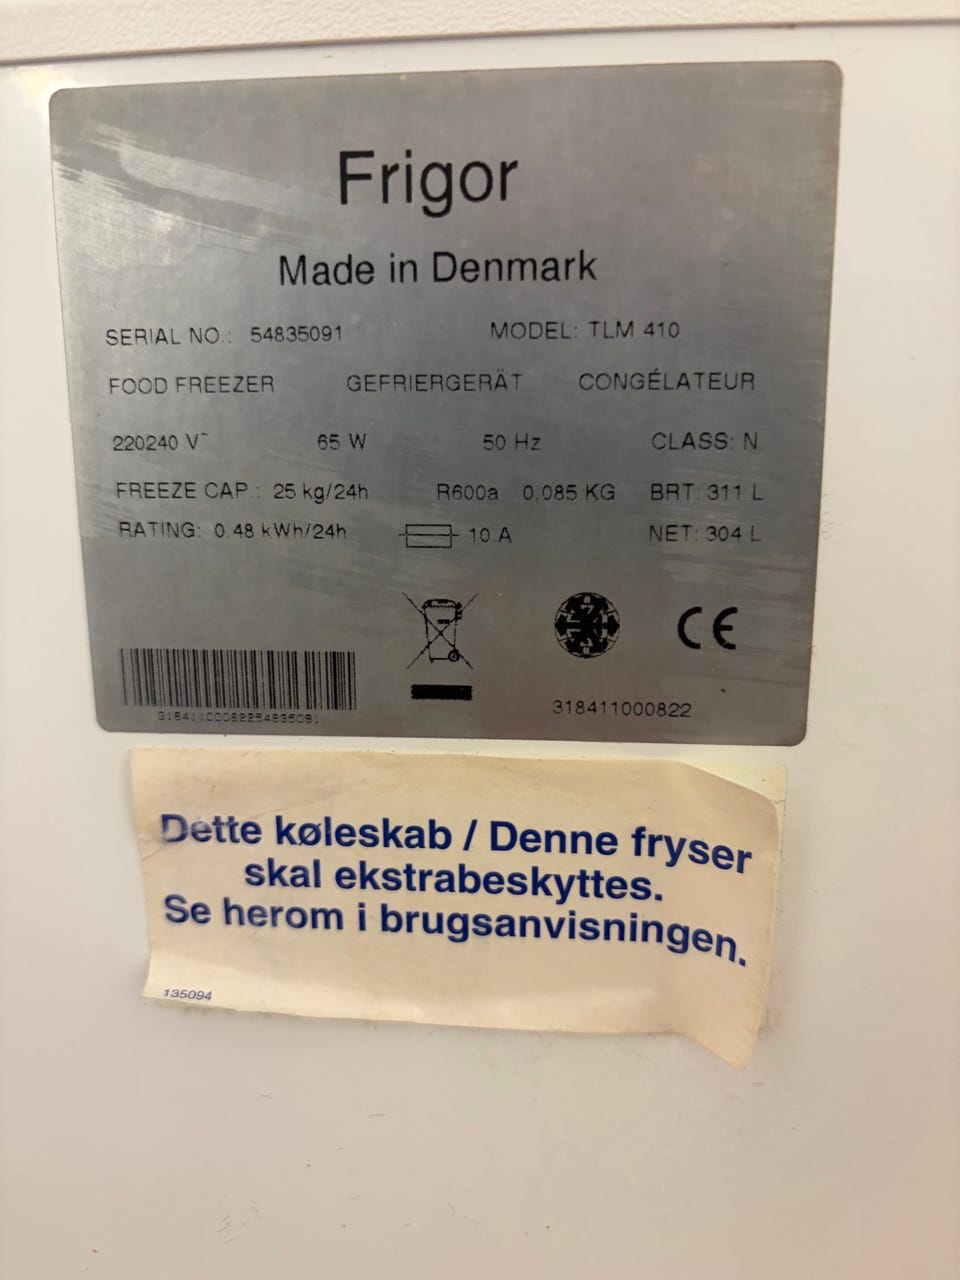 Frigor
Made in Denmark
SERIAL NO.: 54835091 MODEL: TLM 410
FOOD FREEZER GEFRIERGERÄT CONGÉLATEUR
220240 V~ 65 W 50 Hz CLASS: N
FREEZE CAP.: 25 kg/24h R600a 0,085 KG BRT: 311 L
RATING: 0.48 kWh/24h 10 A NET: 304 L
CE
31841100082254835091 318411000822
Dette køleskab / Denne fryser
skal ekstrabeskyttes.
Se herom i brugsanvisningen.
135094